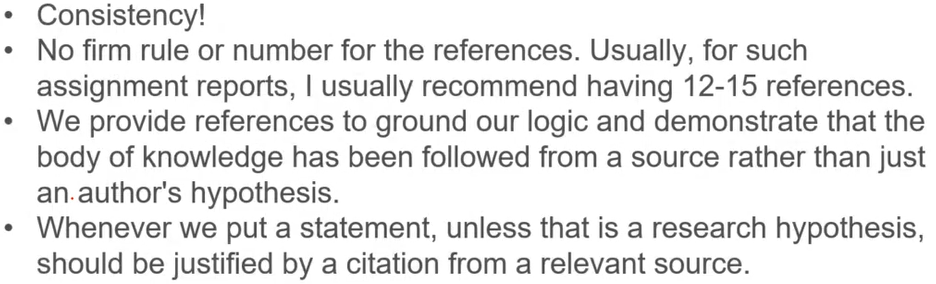 • Consistency!
• No firm rule or number for the references. Usually, for such
assignment reports, I usually recommend having 12-15 references.
• We provide references to ground our logic and demonstrate that the
body of knowledge has been followed from a source rather than just
an author's hypothesis.
• Whenever we put a statement, unless that is a research hypothesis,
should be justified by a citation from a relevant source.